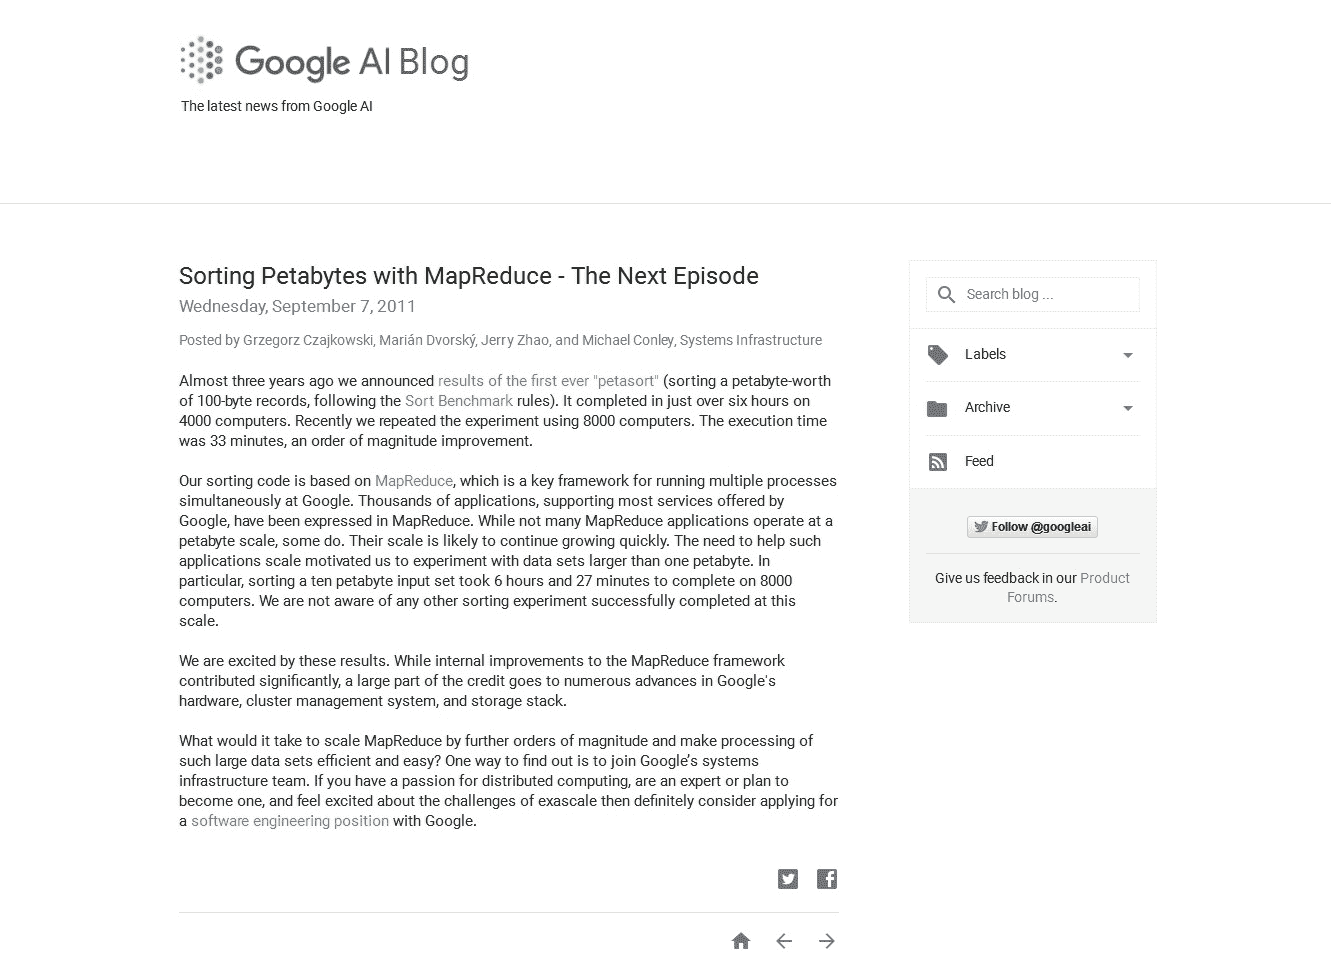 Google AI Blog
The latest news from Google AI
Sorting Petabytes with MapReduce - The Next Episode
Wednesday, September 7, 2011
Posted by Grzegorz Czajkowski, Marián Dvorský, Jerry Zhao, and Michael Conley, Systems Infrastructure
Almost three years ago we announced results of the first ever "petasort" (sorting a petabyte-worth
of 100-byte records, following the Sort Benchmark rules). It completed in just over six hours on
4000 computers. Recently we repeated the experiment using 8000 computers. The execution time
was 33 minutes, an order of magnitude improvement.
Our sorting code is based on MapReduce, which is a key framework for running multiple processes
simultaneously at Google. Thousands of applications, supporting most services offered by
Google, have been expressed in MapReduce. While not many MapReduce applications operate at a
petabyte scale, some do. Their scale is likely to continue growing quickly. The need to help such
applications scale motivated us to experiment with data sets larger than one petabyte. In
particular, sorting a ten petabyte input set took 6 hours and 27 minutes to complete on 8000
computers. We are not aware of any other sorting experiment successfully completed at this
scale.
We are excited by these results. While internal improvements to the MapReduce framework
contributed significantly, a large part of the credit goes to numerous advances in Google's
hardware, cluster management system, and storage stack.
What would it take to scale MapReduce by further orders of magnitude and make processing of
such large data sets efficient and easy? One way to find out is to join Google’s systems
infrastructure team. If you have a passion for distributed computing, are an expert or plan to
become one, and feel excited about the challenges of exascale then definitely consider applying for
a software engineering position with Google.
Search blog ...
Labels
Archive
Feed
Follow @googleai
Give us feedback in our Product
Forums.